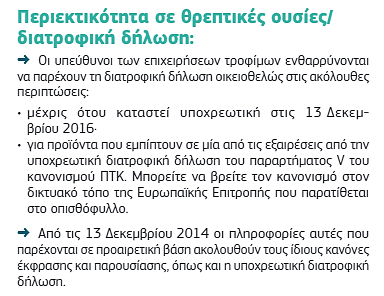 Περιεκτικότητα σε θρεπτικές ουσίες/
διατροφική δήλωση:
➔ Οι υπεύθυνοι των επιχειρήσεων τροφίμων ενθαρρύνονται
να παρέχουν τη διατροφική δήλωση οικειοθελώς στις ακόλουθες
περιπτώσεις:
• μέχρις ότου καταστεί υποχρεωτική στις 13 Δεκεμ-
βρίου 2016·
• για προϊόντα που εμπίπτουν σε μία από τις εξαιρέσεις από την
υποχρεωτική διατροφική δήλωση του παραρτήματος V του
κανονισμού ΠΤΚ. Μπορείτε να βρείτε τον κανονισμό στον
δικτυακό τόπο της Ευρωπαϊκής Επιτροπής που παρατίθεται
στο οπισθόφυλλο.
➔ Από τις 13 Δεκεμβρίου 2014 οι πληροφορίες αυτές που
παρέχονται σε προαιρετική βάση ακολουθούν τους ίδιους κανόνες
έκφρασης και παρουσίασης, όπως και η υποχρεωτική διατροφική
δήλωση.